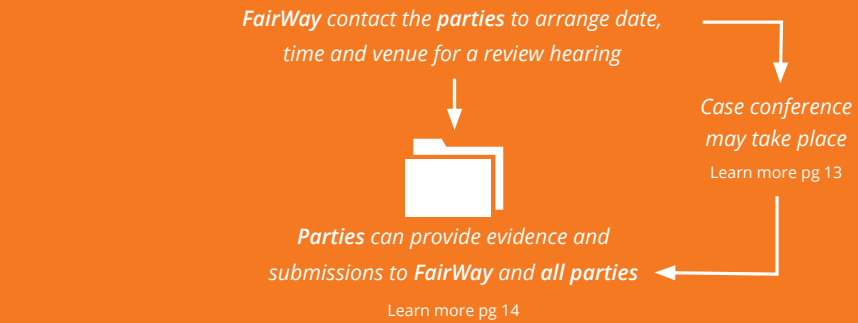 FairWay contact the parties to arrange date,
time and venue for a review hearing
Case conference
may take place
Learn more pg 13
Parties can provide evidence and
submissions to FairWay and all parties
Learn more pg 14